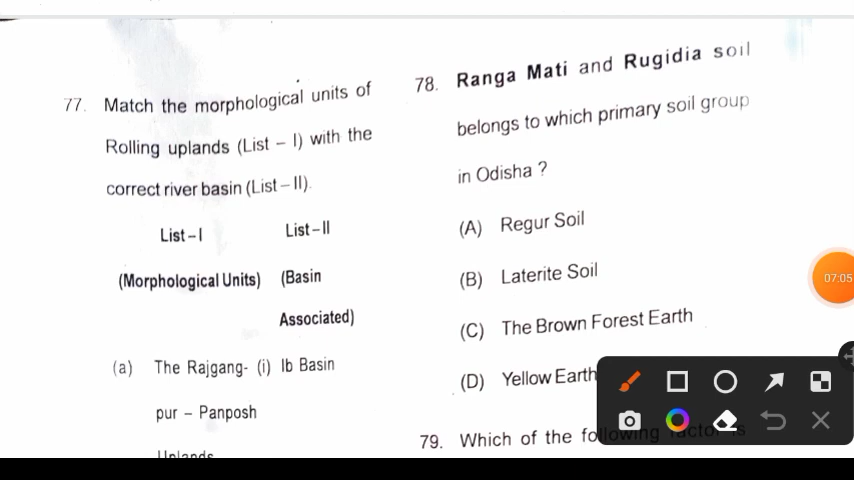 77. Match the morphological units of
Rolling uplands (List – I) with the
correct river basin (List – II).
List – I List – II
(Morphological Units) (Basin
Associated)
(a) The Rajgang- (i) Ib Basin
pur – Panposh
Uplands
78. Ranga Mati and Rugidia soil
belongs to which primary soil group
in Odisha ?
(A) Regur Soil
(B) Laterite Soil
(C) The Brown Forest Earth
(D) Yellow Earth
79. Which of the following factor is
07:05